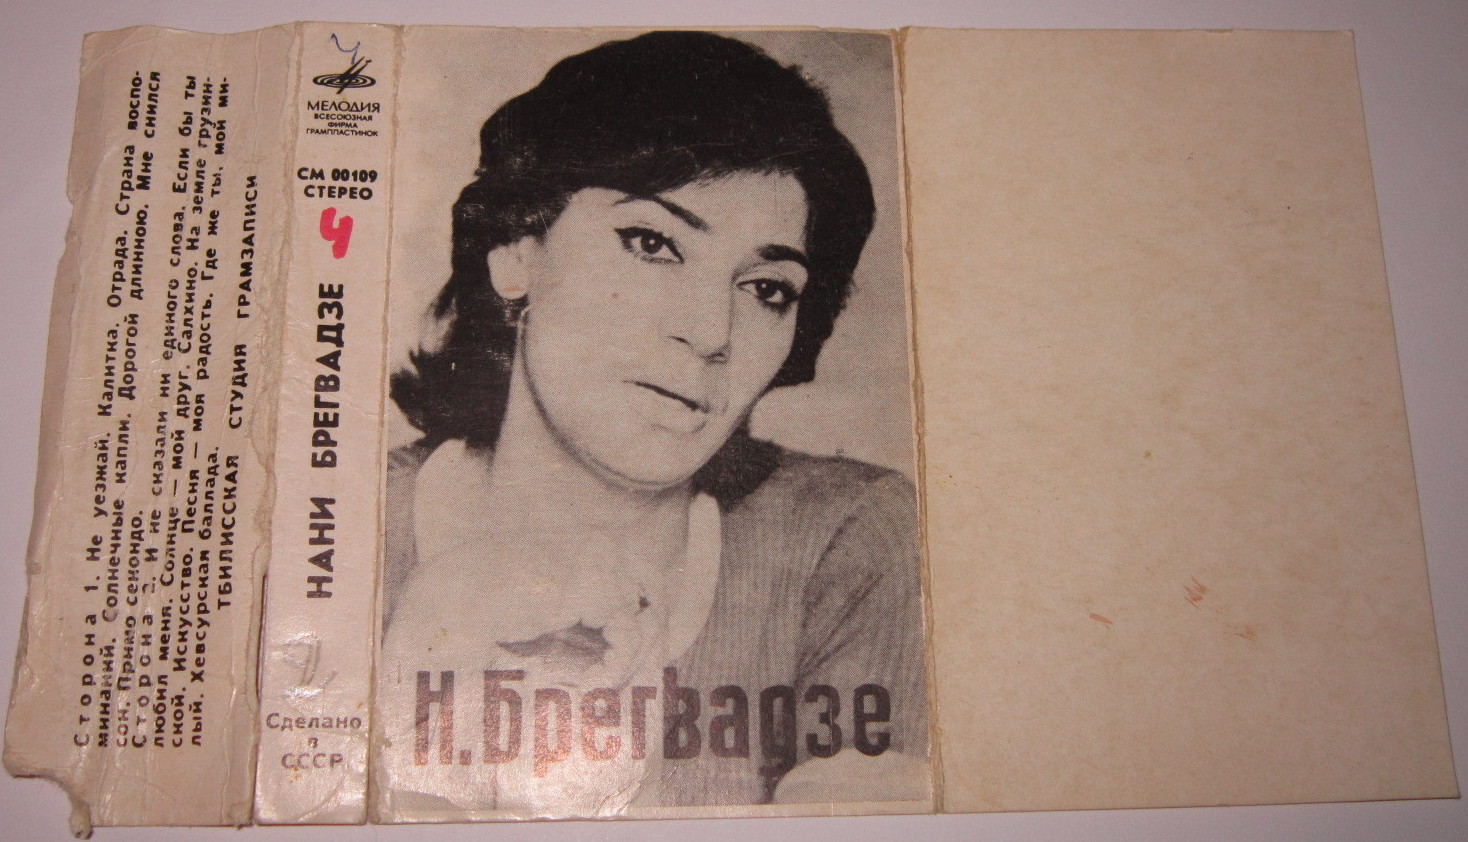 Сторона 1. Не уезжай. Калитка. Отрада. Страна воспо-
минаний. Солнечные капли. Дорогой длинною. Мне снился
сон. Примо секондо.
Сторона 2. И не сказали ни единого слова. Если бы ты
любил меня. Солнце — мой друг. Салхино. На земле грузин-
ской. Искусство. Песня — моя радость. Где же ты, мой ми-
лый. Хевсурская баллада.
ТБИЛИССКАЯ СТУДИЯ ГРАМЗАПИСИ
Ч
МЕЛОДИЯ
ВСЕСОЮЗНАЯ
ФИРМА
ГРАМПЛАСТИНОК
СМ 00109
СТЕРЕО
Ч
НАНИ БРЕГВАДЗЕ
Сделано
в
СССР
Н.Брегвадзе